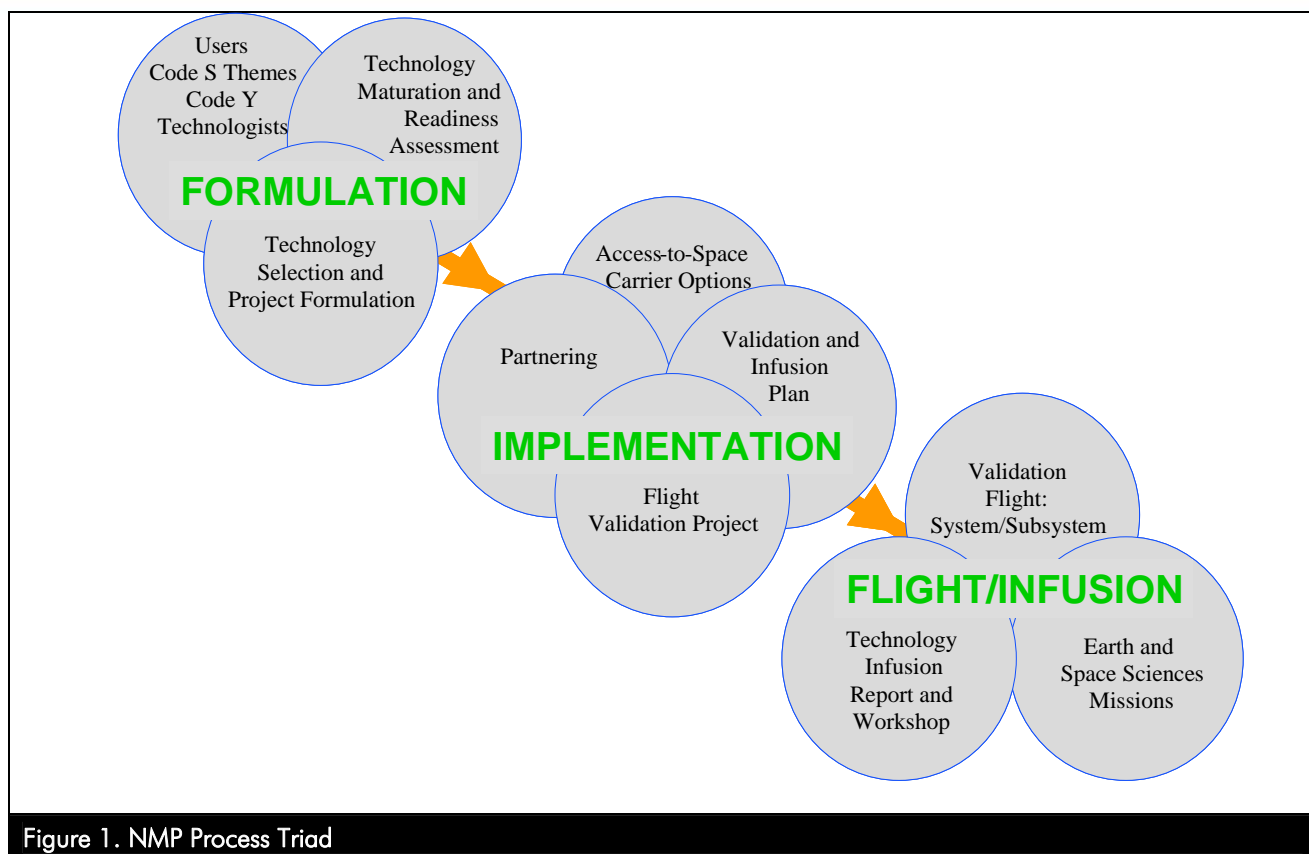 Users
Code S Themes
Code Y
Technologists
Technology
Maturation and
Readiness
Assessment
FORMULATION
Technology
Selection and
Project Formulation
Access-to-Space
Carrier Options
Partnering
Validation and
Infusion
Plan
IMPLEMENTATION
Flight
Validation Project
Validation
Flight:
System/Subsystem
FLIGHT/INFUSION
Technology
Infusion
Report and
Workshop
Earth and
Space Sciences
Missions
Figure 1. NMP Process Triad